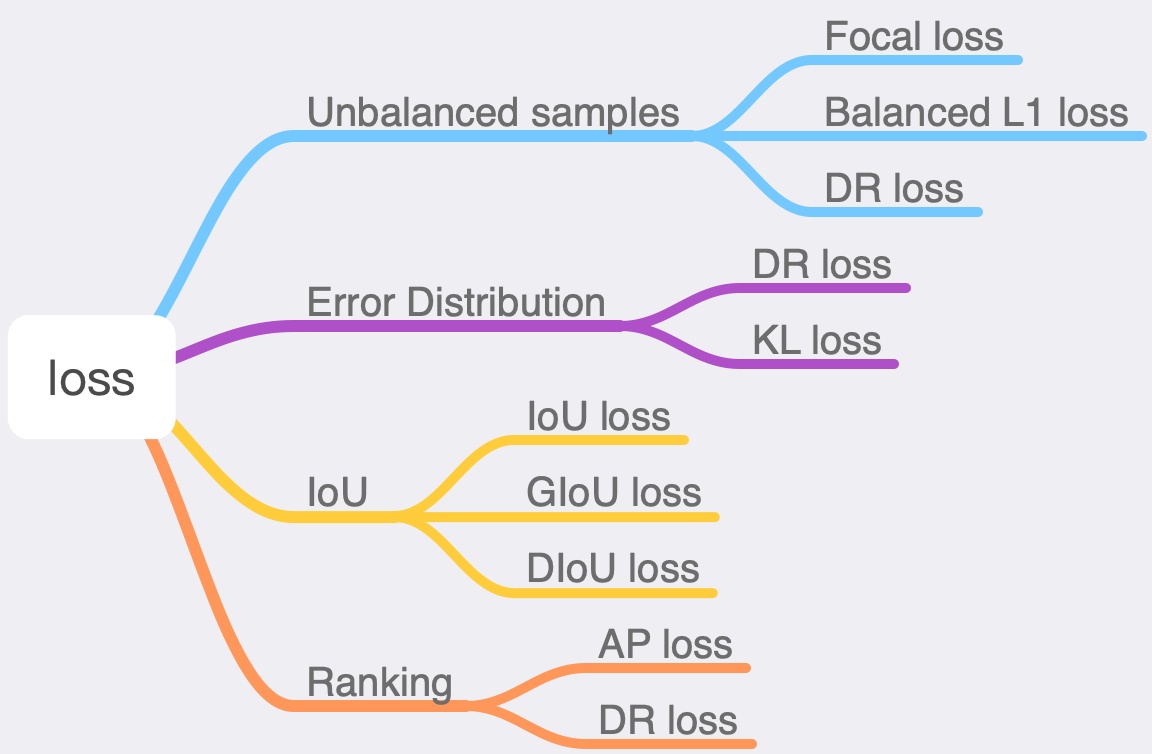 loss
Unbalanced samples
Focal loss
Balanced L1 loss
DR loss
Error Distribution
DR loss
KL loss
IoU
IoU loss
GIoU loss
DIoU loss
Ranking
AP loss
DR loss